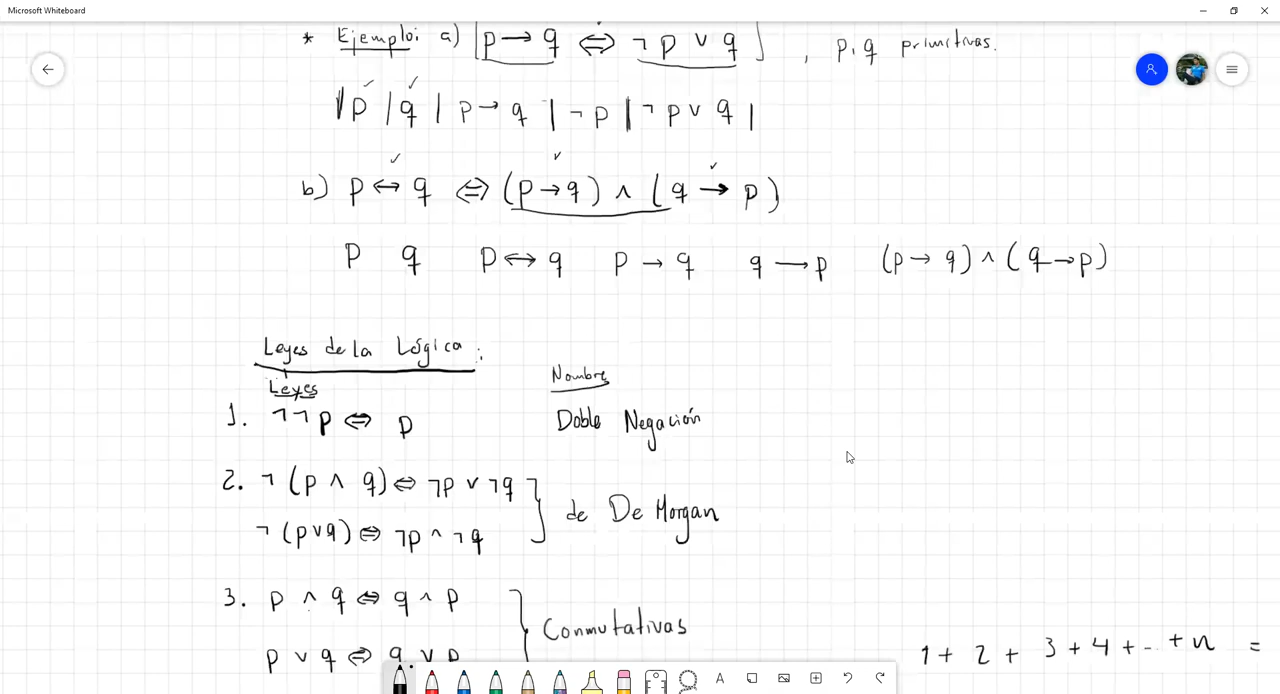 Microsoft Whiteboard
* Ejemplo: a) [p → q ⇔ ¬ p ∨ q] , p, q primitivas.
| p | q | p → q | ¬ p | ¬ p ∨ q |
b) p ↔ q ⇔ (p → q) ∧ (q → p)
p q p ↔ q p → q q → p (p → q) ∧ (q → p)
Leyes de la Lógica:
Leyes Nombre
1. ¬¬p ⇔ p Doble Negación
2. ¬(p ∧ q) ⇔ ¬p ∨ ¬q
¬(p∨q) ⇔ ¬p ∧ ¬q
de De Morgan
3. p ∧ q ⇔ q ∧ p
Conmutativas
p ∨ q ⇔ q ∨ p
1 + 2 + 3 + 4 + ... + n =
A